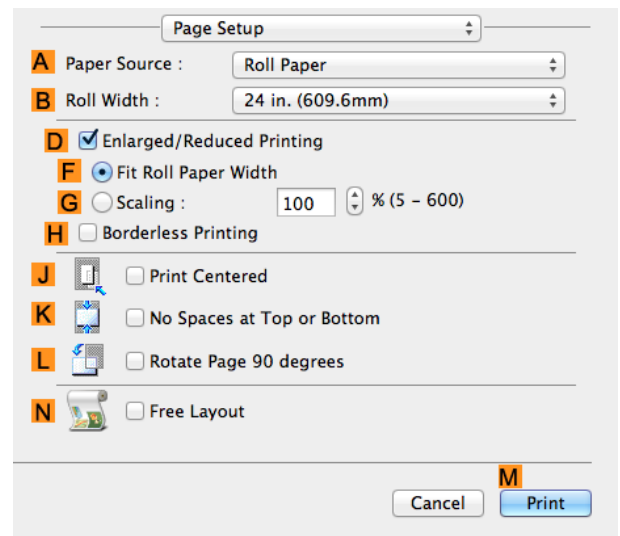 Page Setup
A Paper Source : Roll Paper
B Roll Width : 24 in. (609.6mm)
D Enlarged/Reduced Printing
F Fit Roll Paper Width
G Scaling : 100 % (5 – 600)
H Borderless Printing
J Print Centered
K No Spaces at Top or Bottom
L Rotate Page 90 degrees
N Free Layout
M
Cancel Print